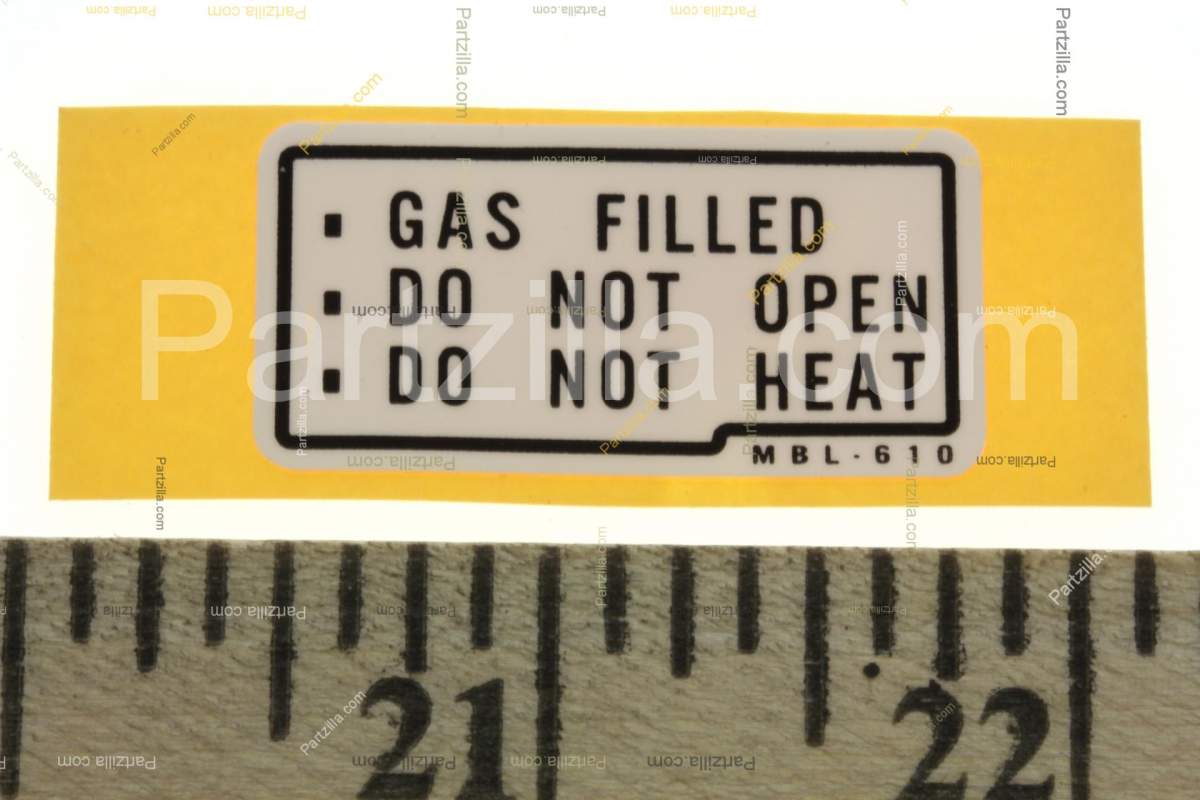 GAS FILLED
DO NOT OPEN
DO NOT HEAT
MBL-610
Partzilla.com
21 22